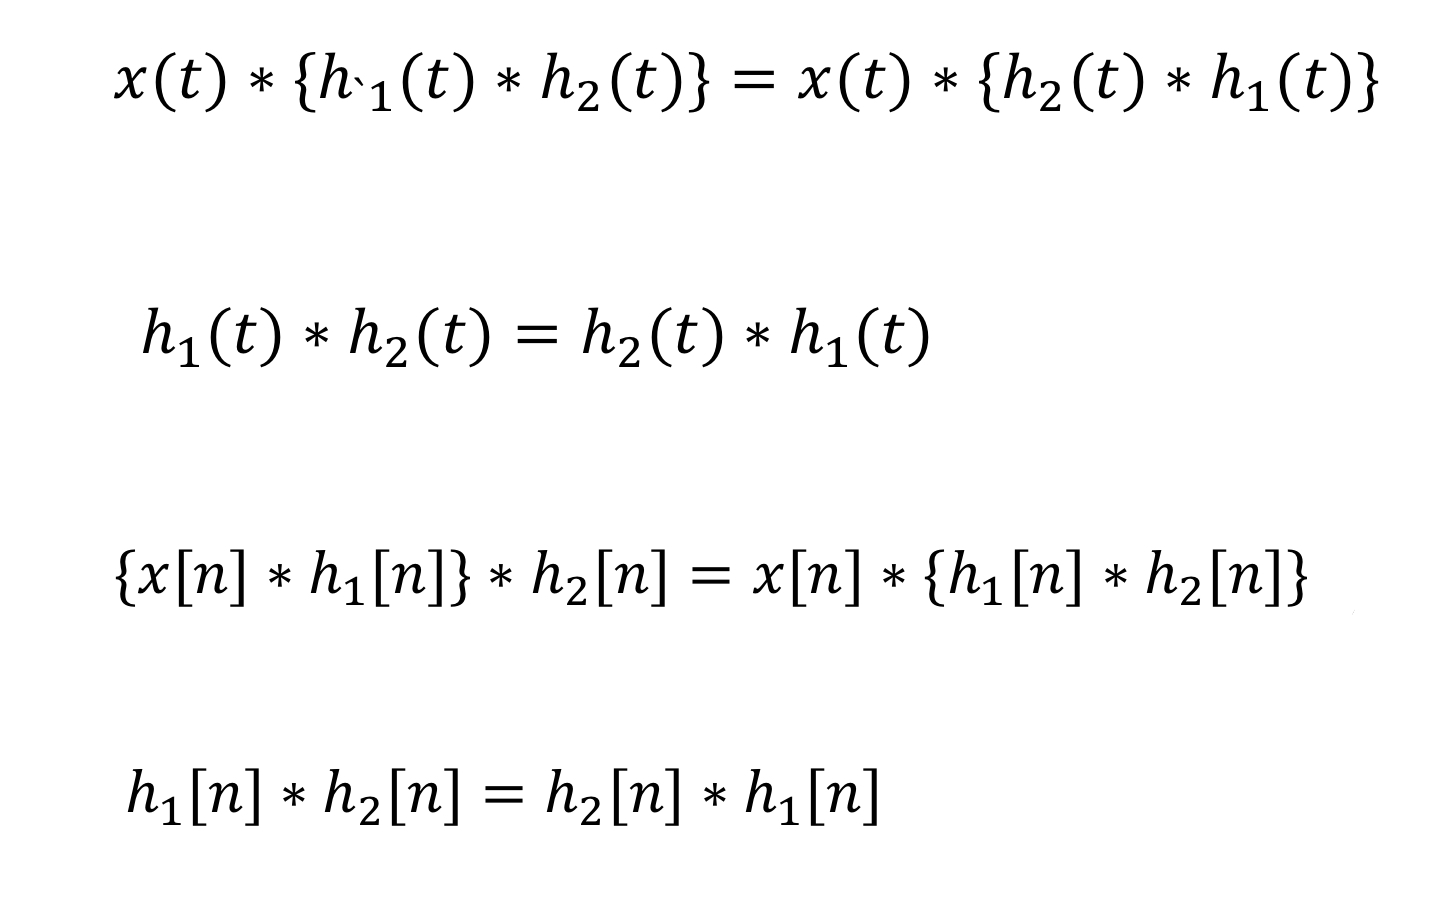 x(t) ∗ {h`₁(t) ∗ h₂(t)} = x(t) ∗ {h₂(t) ∗ h₁(t)}
h₁(t) ∗ h₂(t) = h₂(t) ∗ h₁(t)
{x[n] ∗ h₁[n]} ∗ h₂[n] = x[n] ∗ {h₁[n] ∗ h₂[n]}
h₁[n] ∗ h₂[n] = h₂[n] ∗ h₁[n]